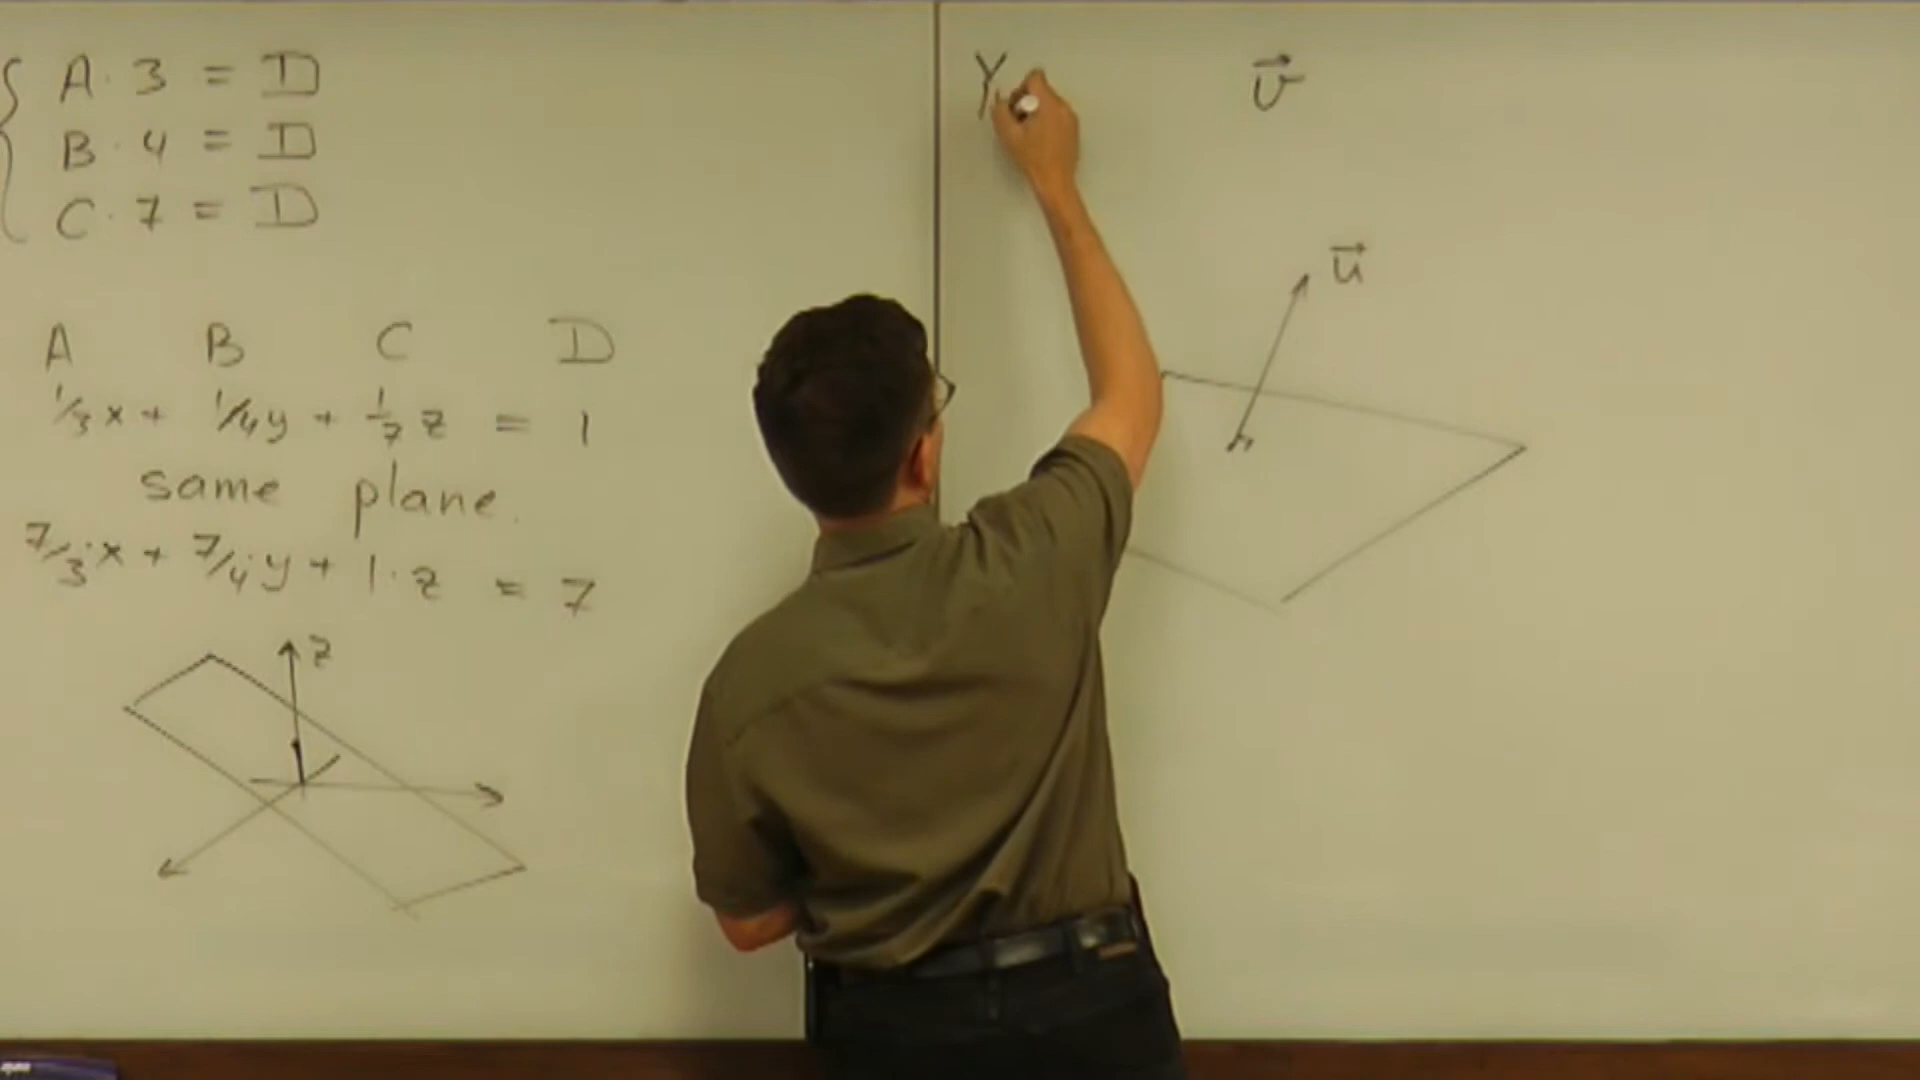 A · 3 = D
B · 4 = D
C · 7 = D
A B C D
1/3x + 1/4y + 1/7 z = 1
same plane.
7/3·x + 7/4·y + 1·z = 7
z
Y
v⃗
u⃗